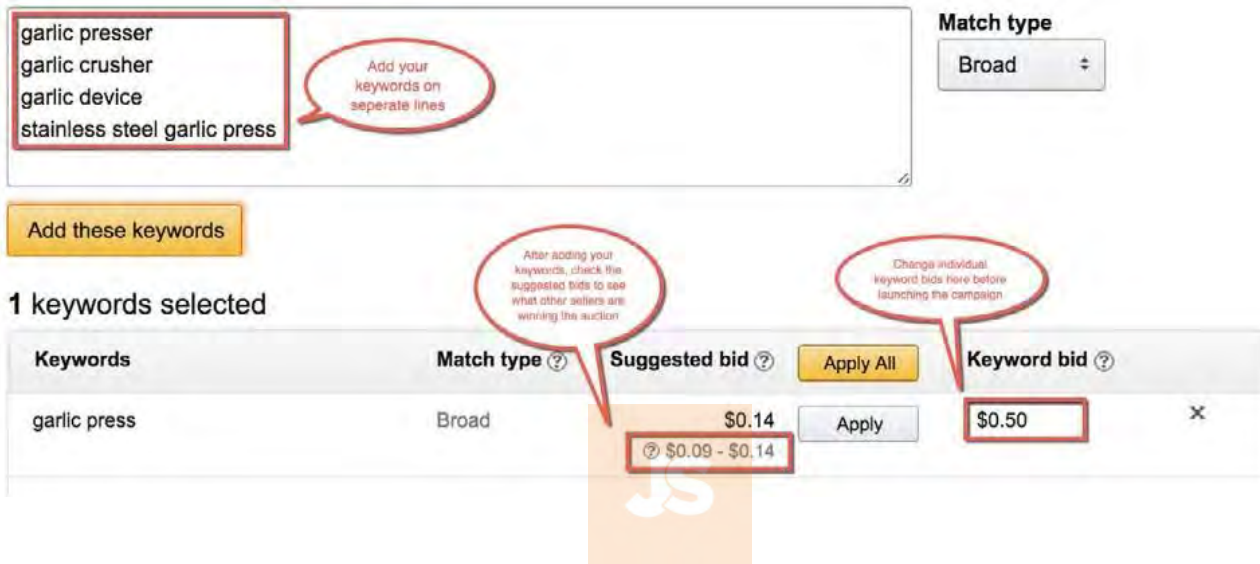 garlic presser
garlic crusher
garlic device
stainless steel garlic press
Add your
keywords on
seperate lines
Match type
Broad
Add these keywords
After adding your
keywords, check the
suggested bids to see
what other sellers are
winning the auction
Change individual
keyword bids here before
launching the campaign
1 keywords selected
Keywords Match type ? Suggested bid ? Apply All Keyword bid ?
garlic press Broad $0.14 Apply $0.50 ×
? $0.09 - $0.14
JS